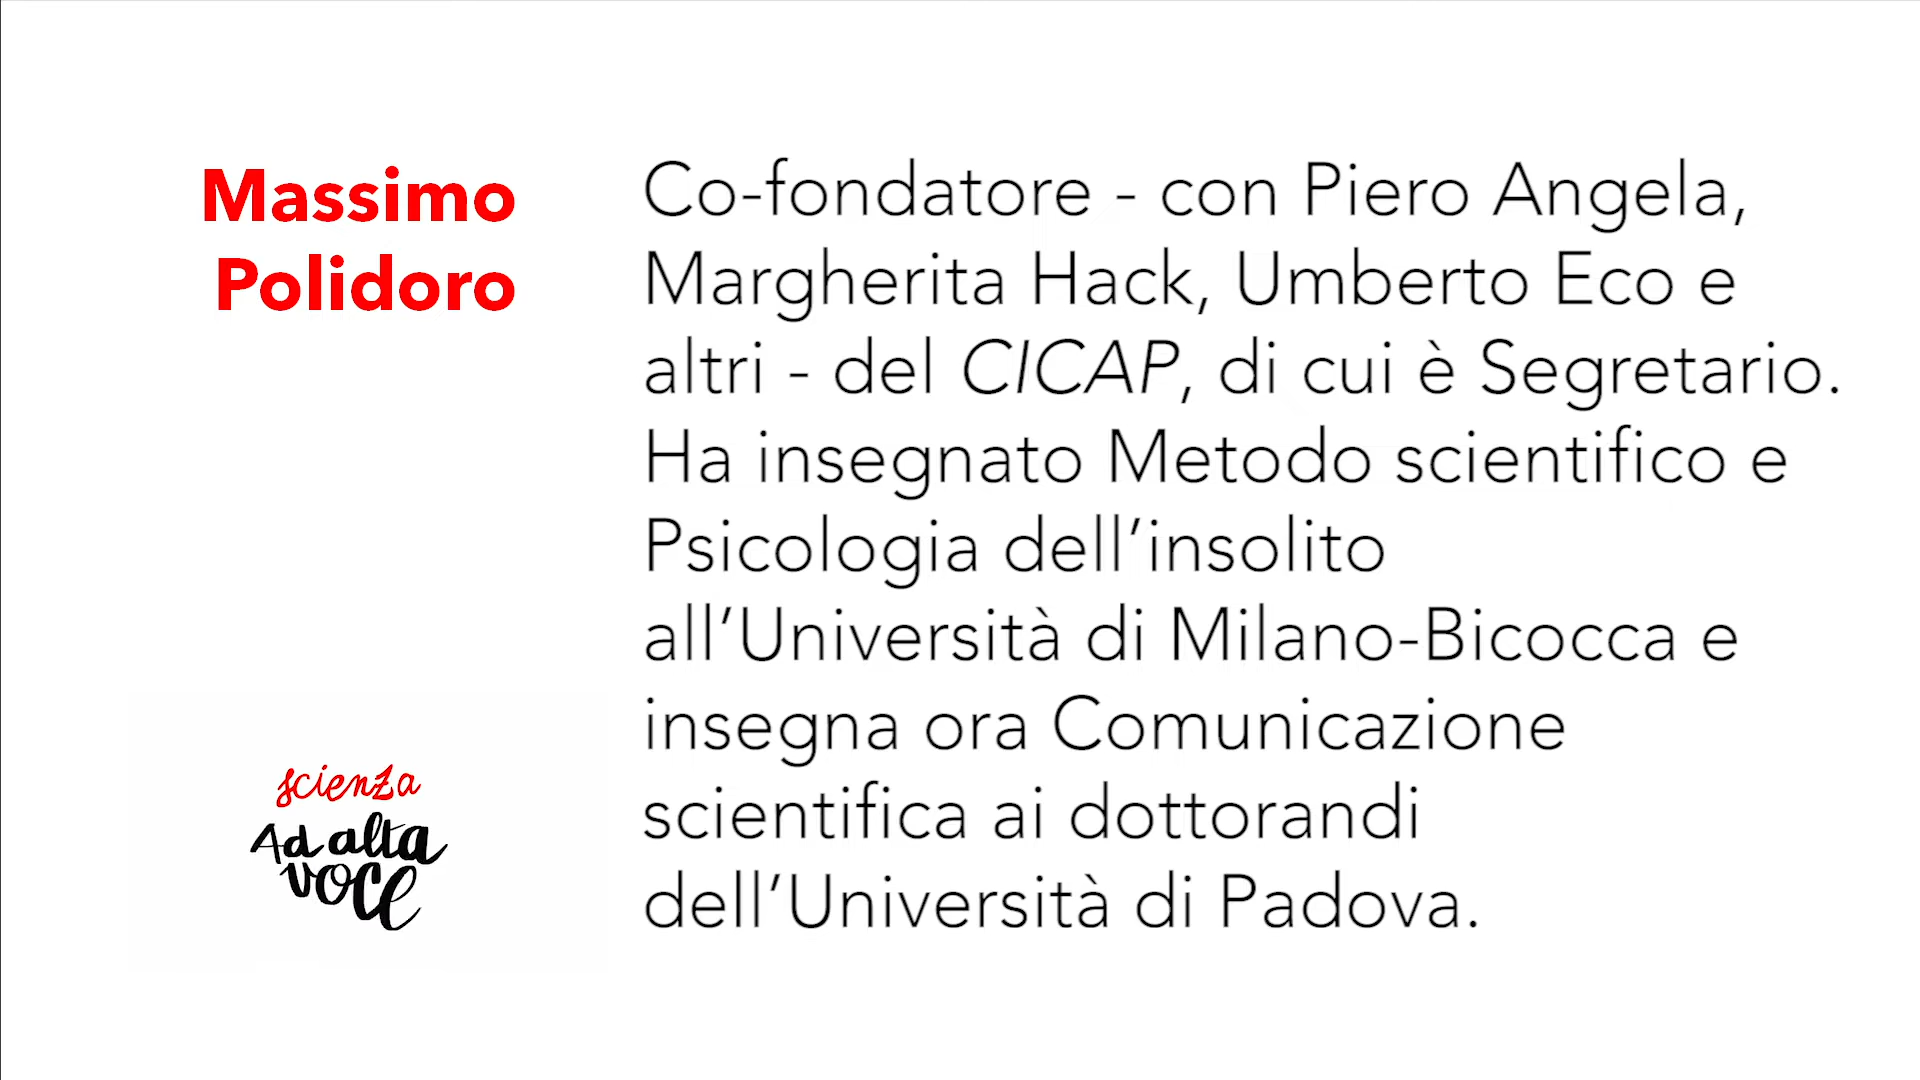 Massimo
Polidoro
Co-fondatore - con Piero Angela,
Margherita Hack, Umberto Eco e
altri - del CICAP, di cui è Segretario.
Ha insegnato Metodo scientifico e
Psicologia dell’insolito
all’Università di Milano-Bicocca e
insegna ora Comunicazione
scientifica ai dottorandi
dell’Università di Padova.
scienza
Ad alta
voce